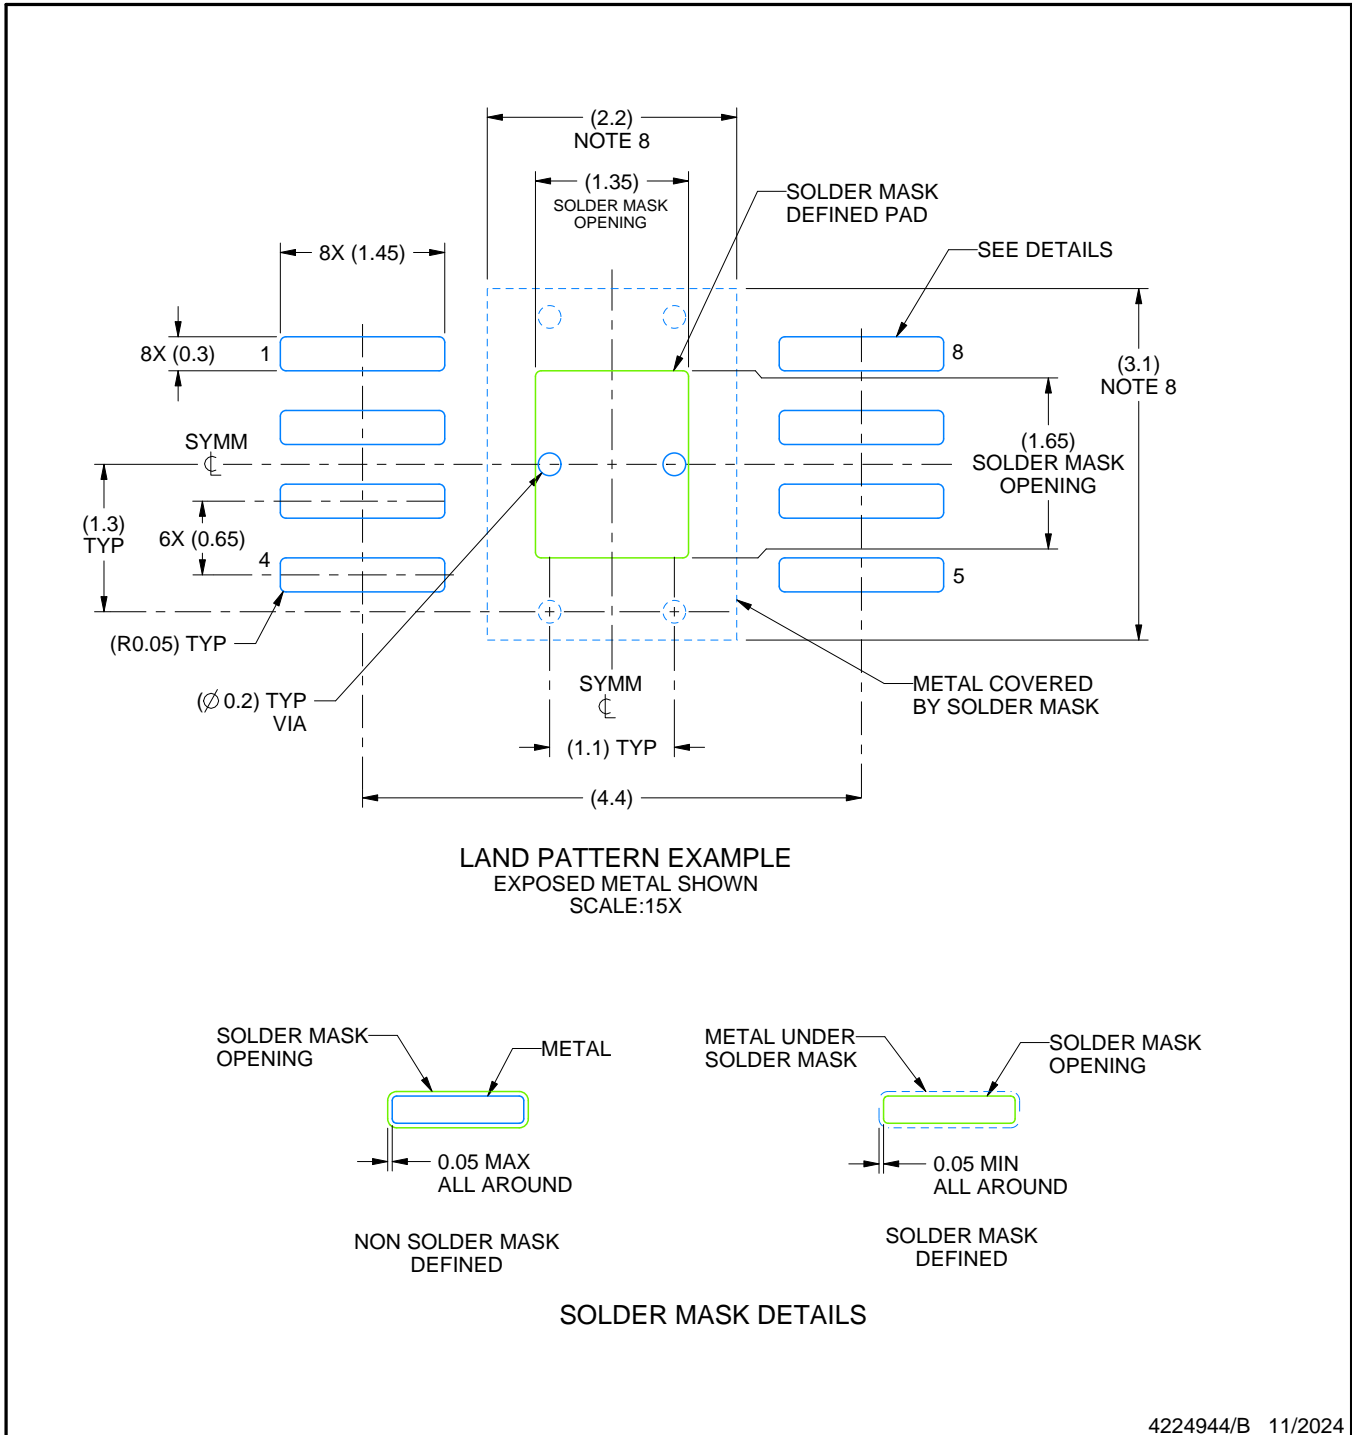 (2.2)
NOTE 8
(1.35)
SOLDER MASK
OPENING
SOLDER MASK
DEFINED PAD
8X (1.45)
SEE DETAILS
8X (0.3)
1
8
(3.1)
NOTE 8
SYMM
℄
(1.65)
SOLDER MASK
OPENING
(1.3)
TYP
6X (0.65)
4
5
(R0.05) TYP
(Ø 0.2) TYP
VIA
SYMM
℄
METAL COVERED
BY SOLDER MASK
(1.1) TYP
(4.4)
LAND PATTERN EXAMPLE
EXPOSED METAL SHOWN
SCALE:15X
SOLDER MASK
OPENING
METAL
0.05 MAX
ALL AROUND
NON SOLDER MASK
DEFINED
METAL UNDER
SOLDER MASK
SOLDER MASK
OPENING
0.05 MIN
ALL AROUND
SOLDER MASK
DEFINED
SOLDER MASK DETAILS
4224944/B 11/2024